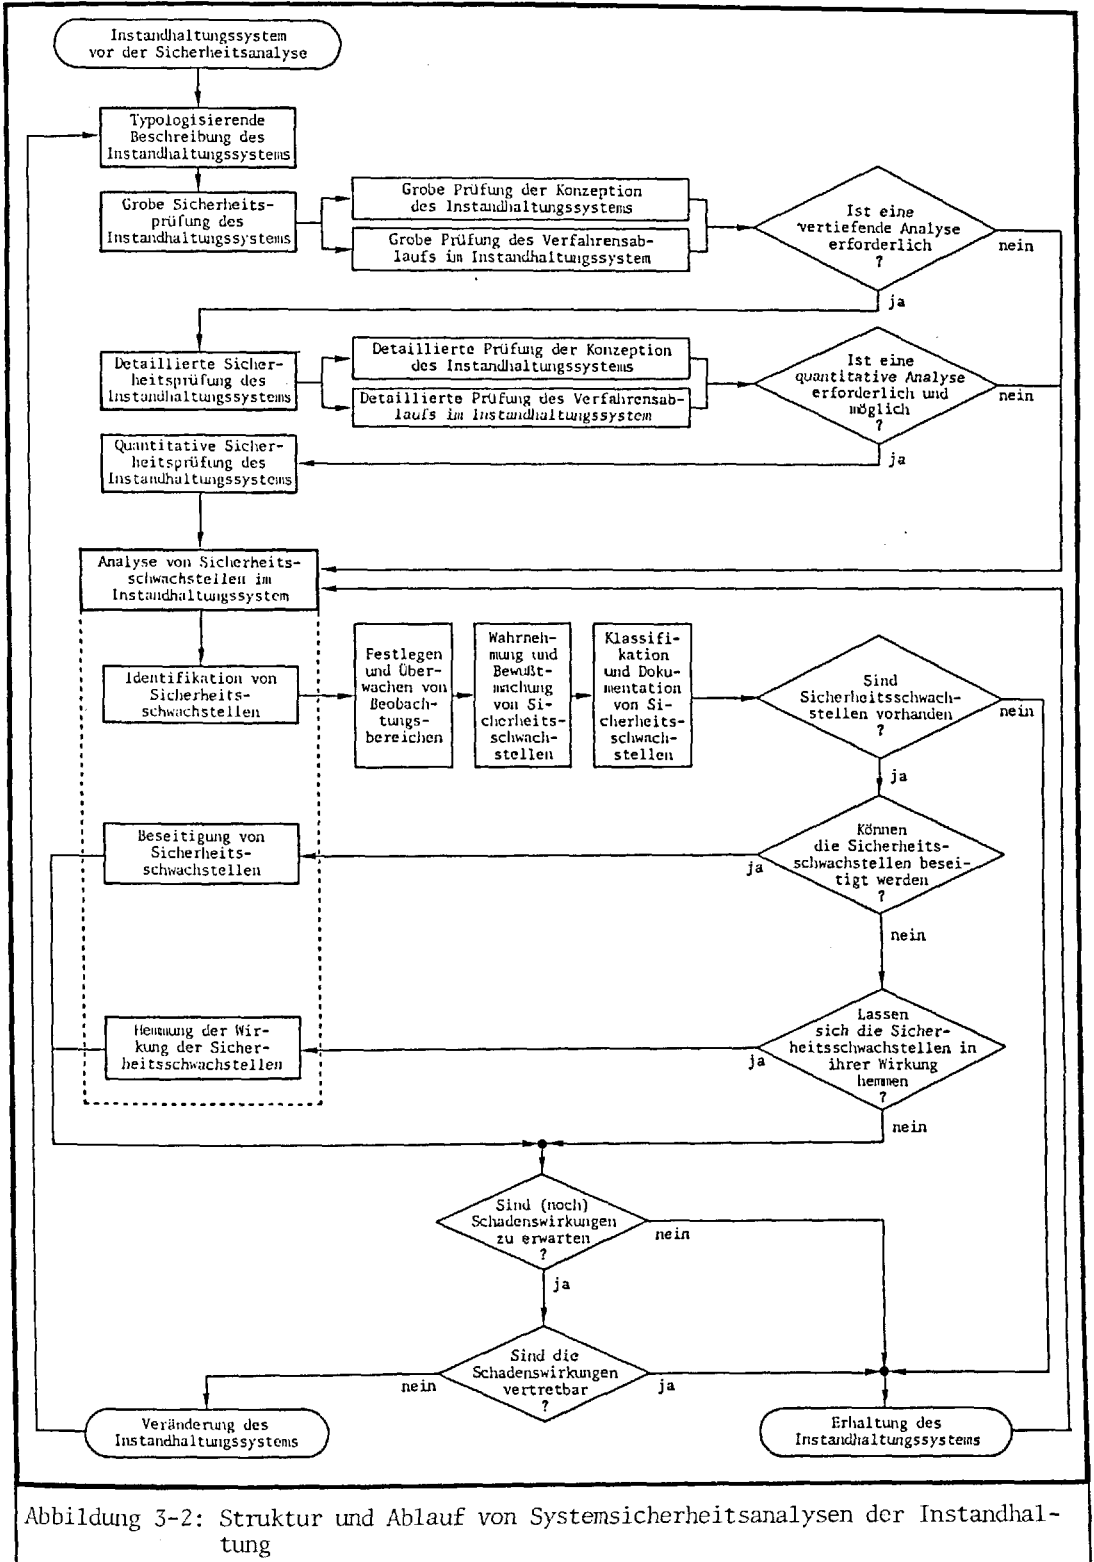 Instandhaltungssystem
vor der Sicherheitsanalyse
Typologisierende
Beschreibung des
Instandhaltungssystems
Grobe Sicherheits-
prüfung des
Instandhaltungssystems
Grobe Prüfung der Konzeption
des Instandhaltungssystems
Grobe Prüfung des Verfahrensab-
laufs im Instandhaltungssystem
Ist eine
vertiefende Analyse
erforderlich
?
nein
ja
Detaillierte Sicher-
heitsprüfung des
Instandhaltungssystems
Detaillierte Prüfung der Konzeption
des Instandhaltungssystems
Detaillierte Prüfung des Verfahrensab-
laufs im Instandhaltungssystem
Ist eine
quantitative Analyse
erforderlich und
möglich
?
nein
ja
Quantitative Sicher-
heitsprüfung des
Instandhaltungssystems
Analyse von Sicherheits-
schwachstellen im
Instandhaltungssystem
Identifikation von
Sicherheits-
schwachstellen
Festlegen
und Über-
wachen von
Beobach-
tungs-
bereichen
Wahrneh-
mung und
Bewußt-
machung
von Si-
cherheits-
schwach-
stellen
Klassifi-
kation
und Doku-
mentation
von Si-
cherheits-
schwach-
stellen
Sind
Sicherheitsschwach-
stellen vorhanden
?
nein
ja
Beseitigung von
Sicherheits-
schwachstellen
Können
die Sicherheits-
schwachstellen besei-
tigt werden
?
ja
nein
Hemmung der Wir-
kung der Sicher-
heitsschwachstellen
Lassen
sich die Sicher-
heitsschwachstellen in
ihrer Wirkung
hemmen
?
ja
nein
Sind (noch)
Schadenswirkungen
zu erwarten
?
nein
ja
Sind die
Schadenswirkungen
vertretbar
?
nein
ja
Veränderung des
Instandhaltungssystems
Erhaltung des
Instandhaltungssystems
Abbildung 3-2: Struktur und Ablauf von Systemsicherheitsanalysen der Instandhal-
tung